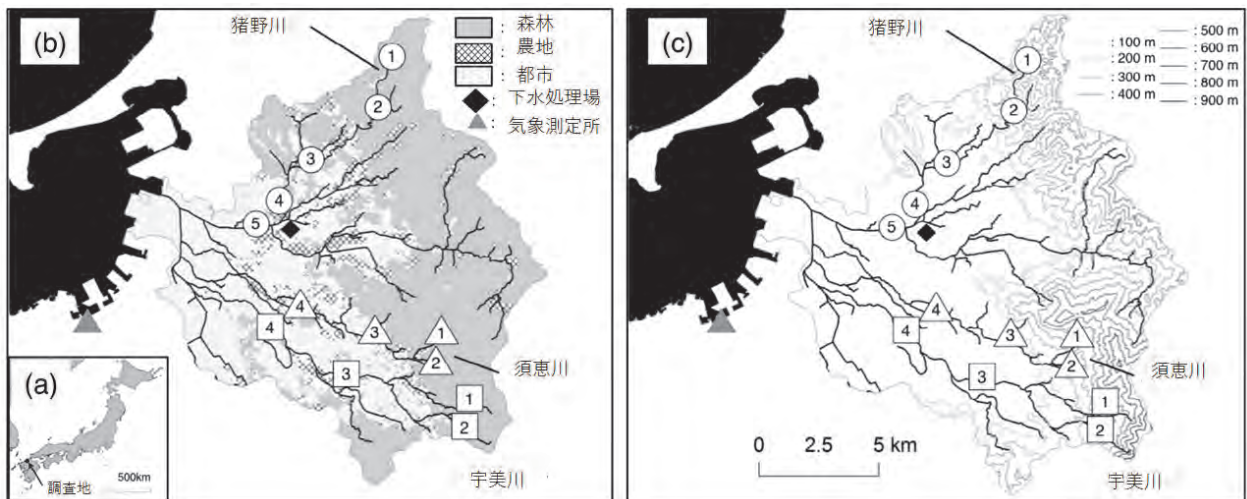 (b)
猪野川
: 森林
: 農地
: 都市
: 下水処理場
: 気象測定所
1
2
3
4
5
4
3
1
2
4
3
1
2
須恵川
宇美川
(a)
500km
調査地
(c)
: 100 m
: 200 m
: 300 m
: 400 m
: 500 m
: 600 m
: 700 m
: 800 m
: 900 m
猪野川
1
2
3
4
5
4
3
1
2
4
3
1
2
須恵川
0 2.5 5 km
宇美川